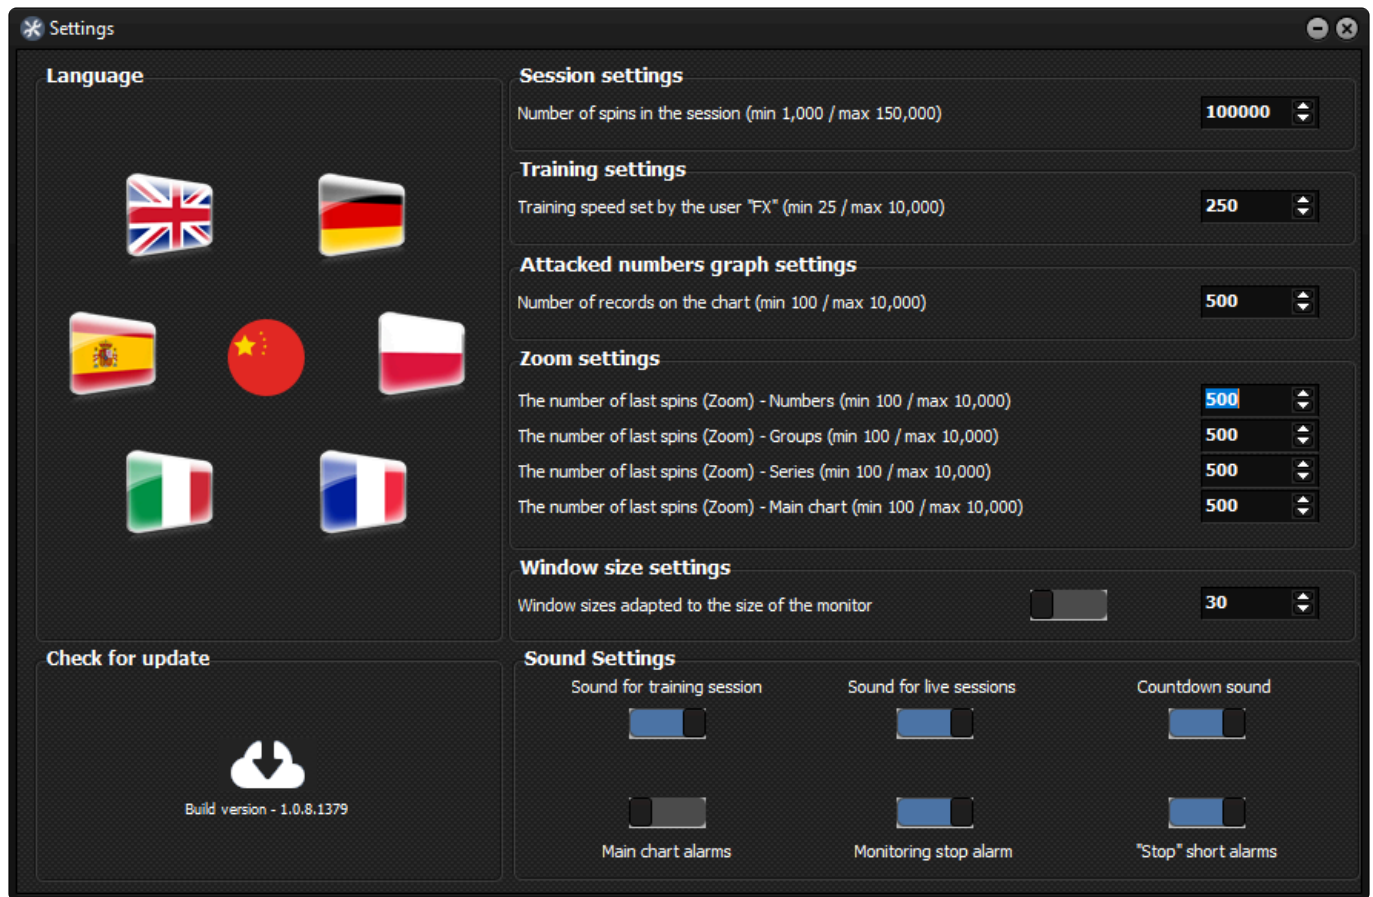 Settings
Language
Session settings
Number of spins in the session (min 1,000 / max 150,000)
100000
Training settings
Training speed set by the user "FX" (min 25 / max 10,000)
250
Attacked numbers graph settings
Number of records on the chart (min 100 / max 10,000)
500
Zoom settings
The number of last spins (Zoom) - Numbers (min 100 / max 10,000)
500
The number of last spins (Zoom) - Groups (min 100 / max 10,000)
500
The number of last spins (Zoom) - Series (min 100 / max 10,000)
500
The number of last spins (Zoom) - Main chart (min 100 / max 10,000)
500
Window size settings
Window sizes adapted to the size of the monitor
30
Check for update
Build version - 1.0.8.1379
Sound Settings
Sound for training session
Sound for live sessions
Countdown sound
Main chart alarms
Monitoring stop alarm
"Stop" short alarms